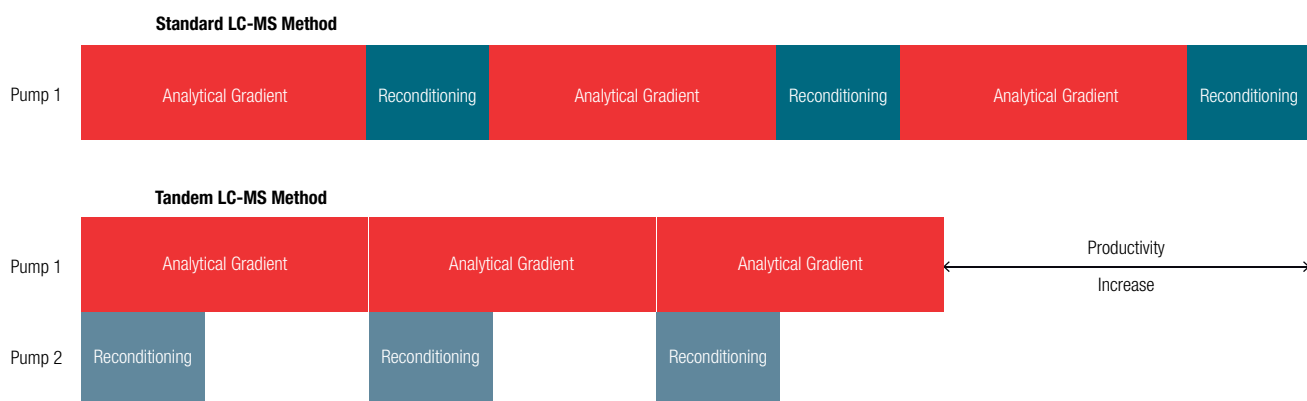 Standard LC-MS Method
Pump 1
Analytical Gradient
Reconditioning
Analytical Gradient
Reconditioning
Analytical Gradient
Reconditioning
Tandem LC-MS Method
Pump 1
Analytical Gradient
Analytical Gradient
Analytical Gradient
Productivity
Increase
Pump 2
Reconditioning
Reconditioning
Reconditioning